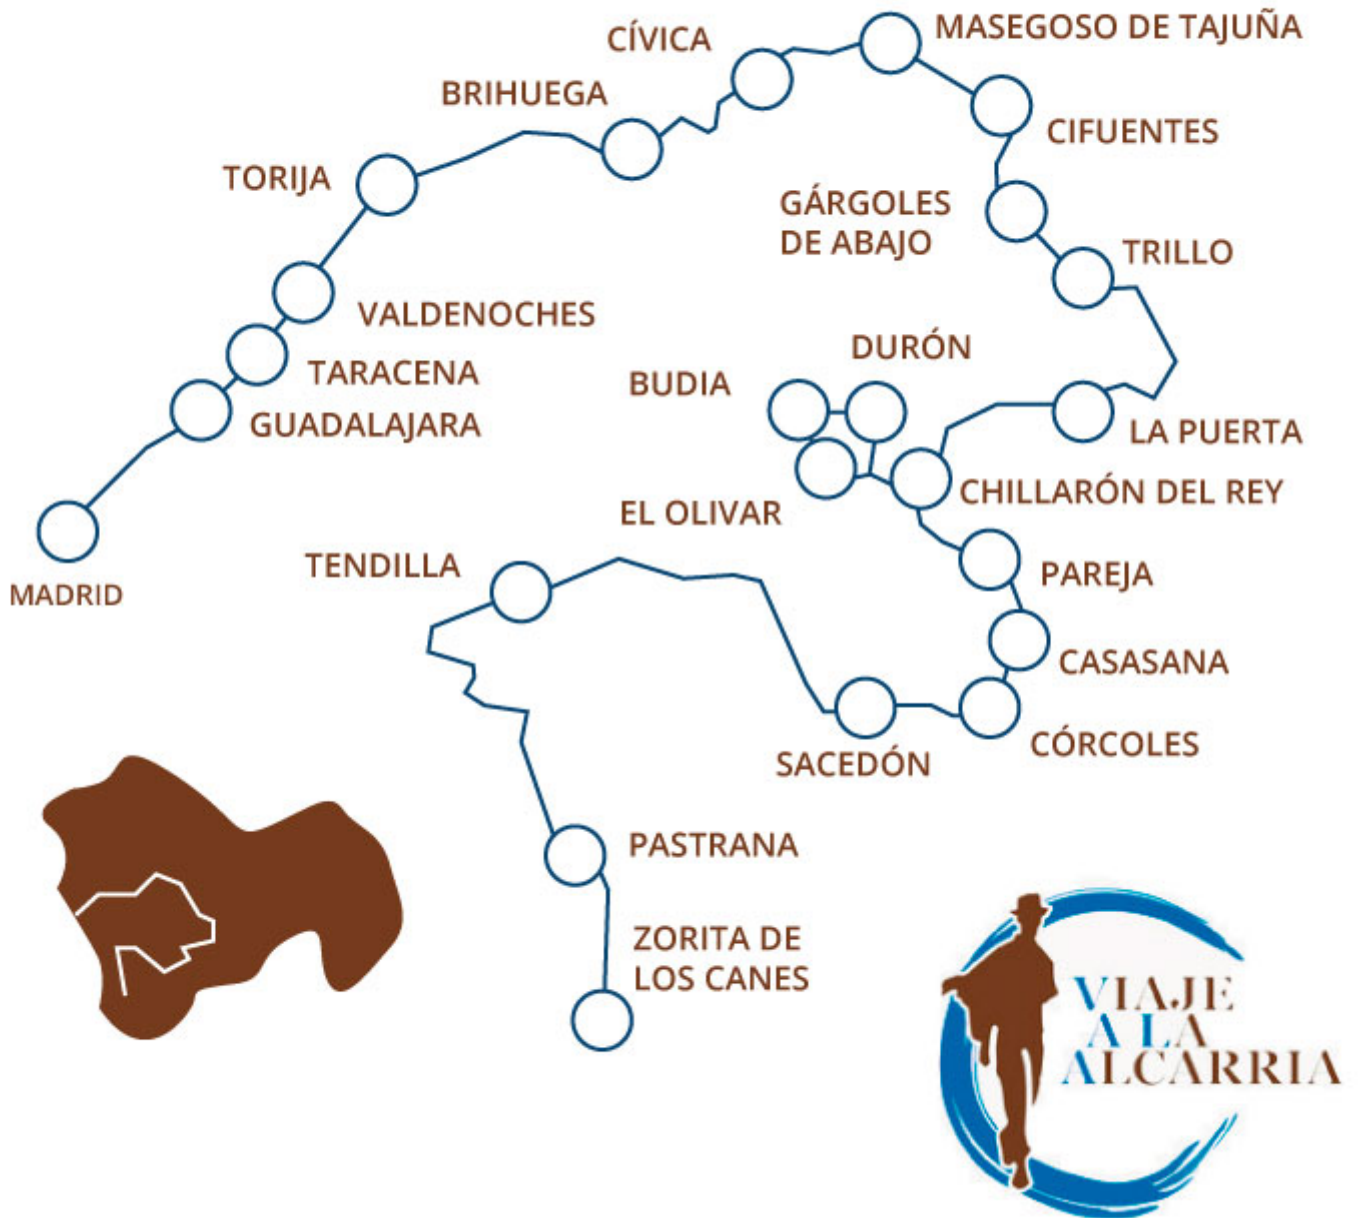 MASEGOSO DE TAJUÑA
CÍVICA
BRIHUEGA
CIFUENTES
TORIJA
GÁRGOLES
DE ABAJO
TRILLO
VALDENOCHES
DURÓN
TARACENA
BUDIA
GUADALAJARA
LA PUERTA
CHILLARÓN DEL REY
EL OLIVAR
TENDILLA
PAREJA
MADRID
CASASANA
CÓRCOLES
SACEDÓN
PASTRANA
ZORITA DE
LOS CANES
VIAJE
A LA
ALCARRIA